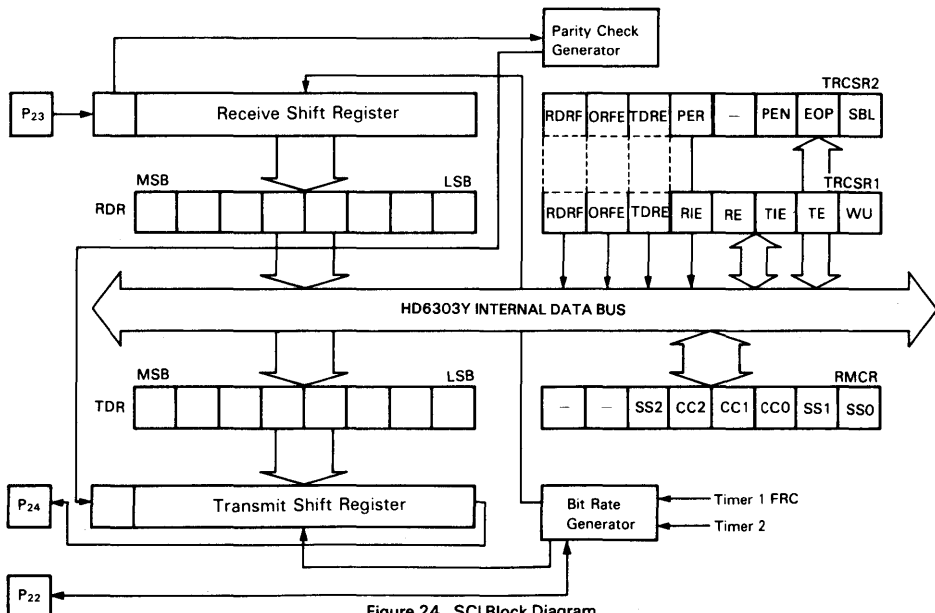 Parity Check
Generator
TRCSR2
P23
Receive Shift Register
RDRF ORFE TDRE PER – PEN EOP SBL
MSB LSB
TRCSR1
RDR
RDRF ORFE TDRE RIE RE TIE TE WU
HD6303Y INTERNAL DATA BUS
MSB LSB
RMCR
TDR
– – SS2 CC2 CC1 CC0 SS1 SS0
P24
Transmit Shift Register
Bit Rate
Generator
Timer 1 FRC
Timer 2
P22
Figure 24 SCI Block Diagram